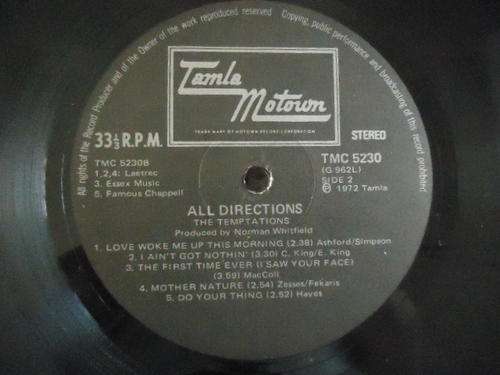 All rights of the Record Producer and of the Owner of the work reproduced reserved
Copying, public performance and broadcasting of this record prohibited
Tamla
Motown
TRADE MARK OF MOTOWN RECORD CORPORATION
33⅓ R.P.M.
STEREO
TMC 5230B
1,2,4: Leetrec
3. Essex Music
5. Famous Chappell
TMC 5230
(G 962L)
SIDE 2
℗ 1972 Tamla
ALL DIRECTIONS
THE TEMPTATIONS
Produced by Norman Whitfield
1. LOVE WOKE ME UP THIS MORNING (2.38) Ashford/Simpson
2. I AIN'T GOT NOTHIN' (3.30) C. King/E. King
3. THE FIRST TIME EVER (I SAW YOUR FACE)
(3.59) MacColl
4. MOTHER NATURE (2.54) Zesses/Fekaris
5. DO YOUR THING (2.52) Hayes